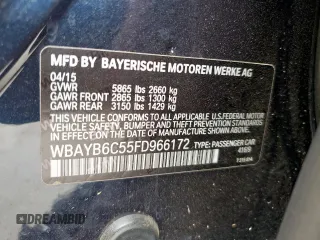 MFD BY BAYERISCHE MOTOREN WERKE AG
04/15
GVWR 5865 lbs 2660 kg
GAWR FRONT 2865 lbs 1300 kg
GAWR REAR 3150 lbs 1429 kg
THIS VEHICLE CONFORMS TO ALL APPLICABLE U.S. FEDERAL MOTOR
VEHICLE SAFETY, BUMPER, AND THEFT PREVENTION STANDARDS IN
EFFECT ON THE DATE OF MANUFACTURE SHOWN ABOVE.
WBAYB6C55FD966172 TYPE: PASSENGER CAR
DREAMBID